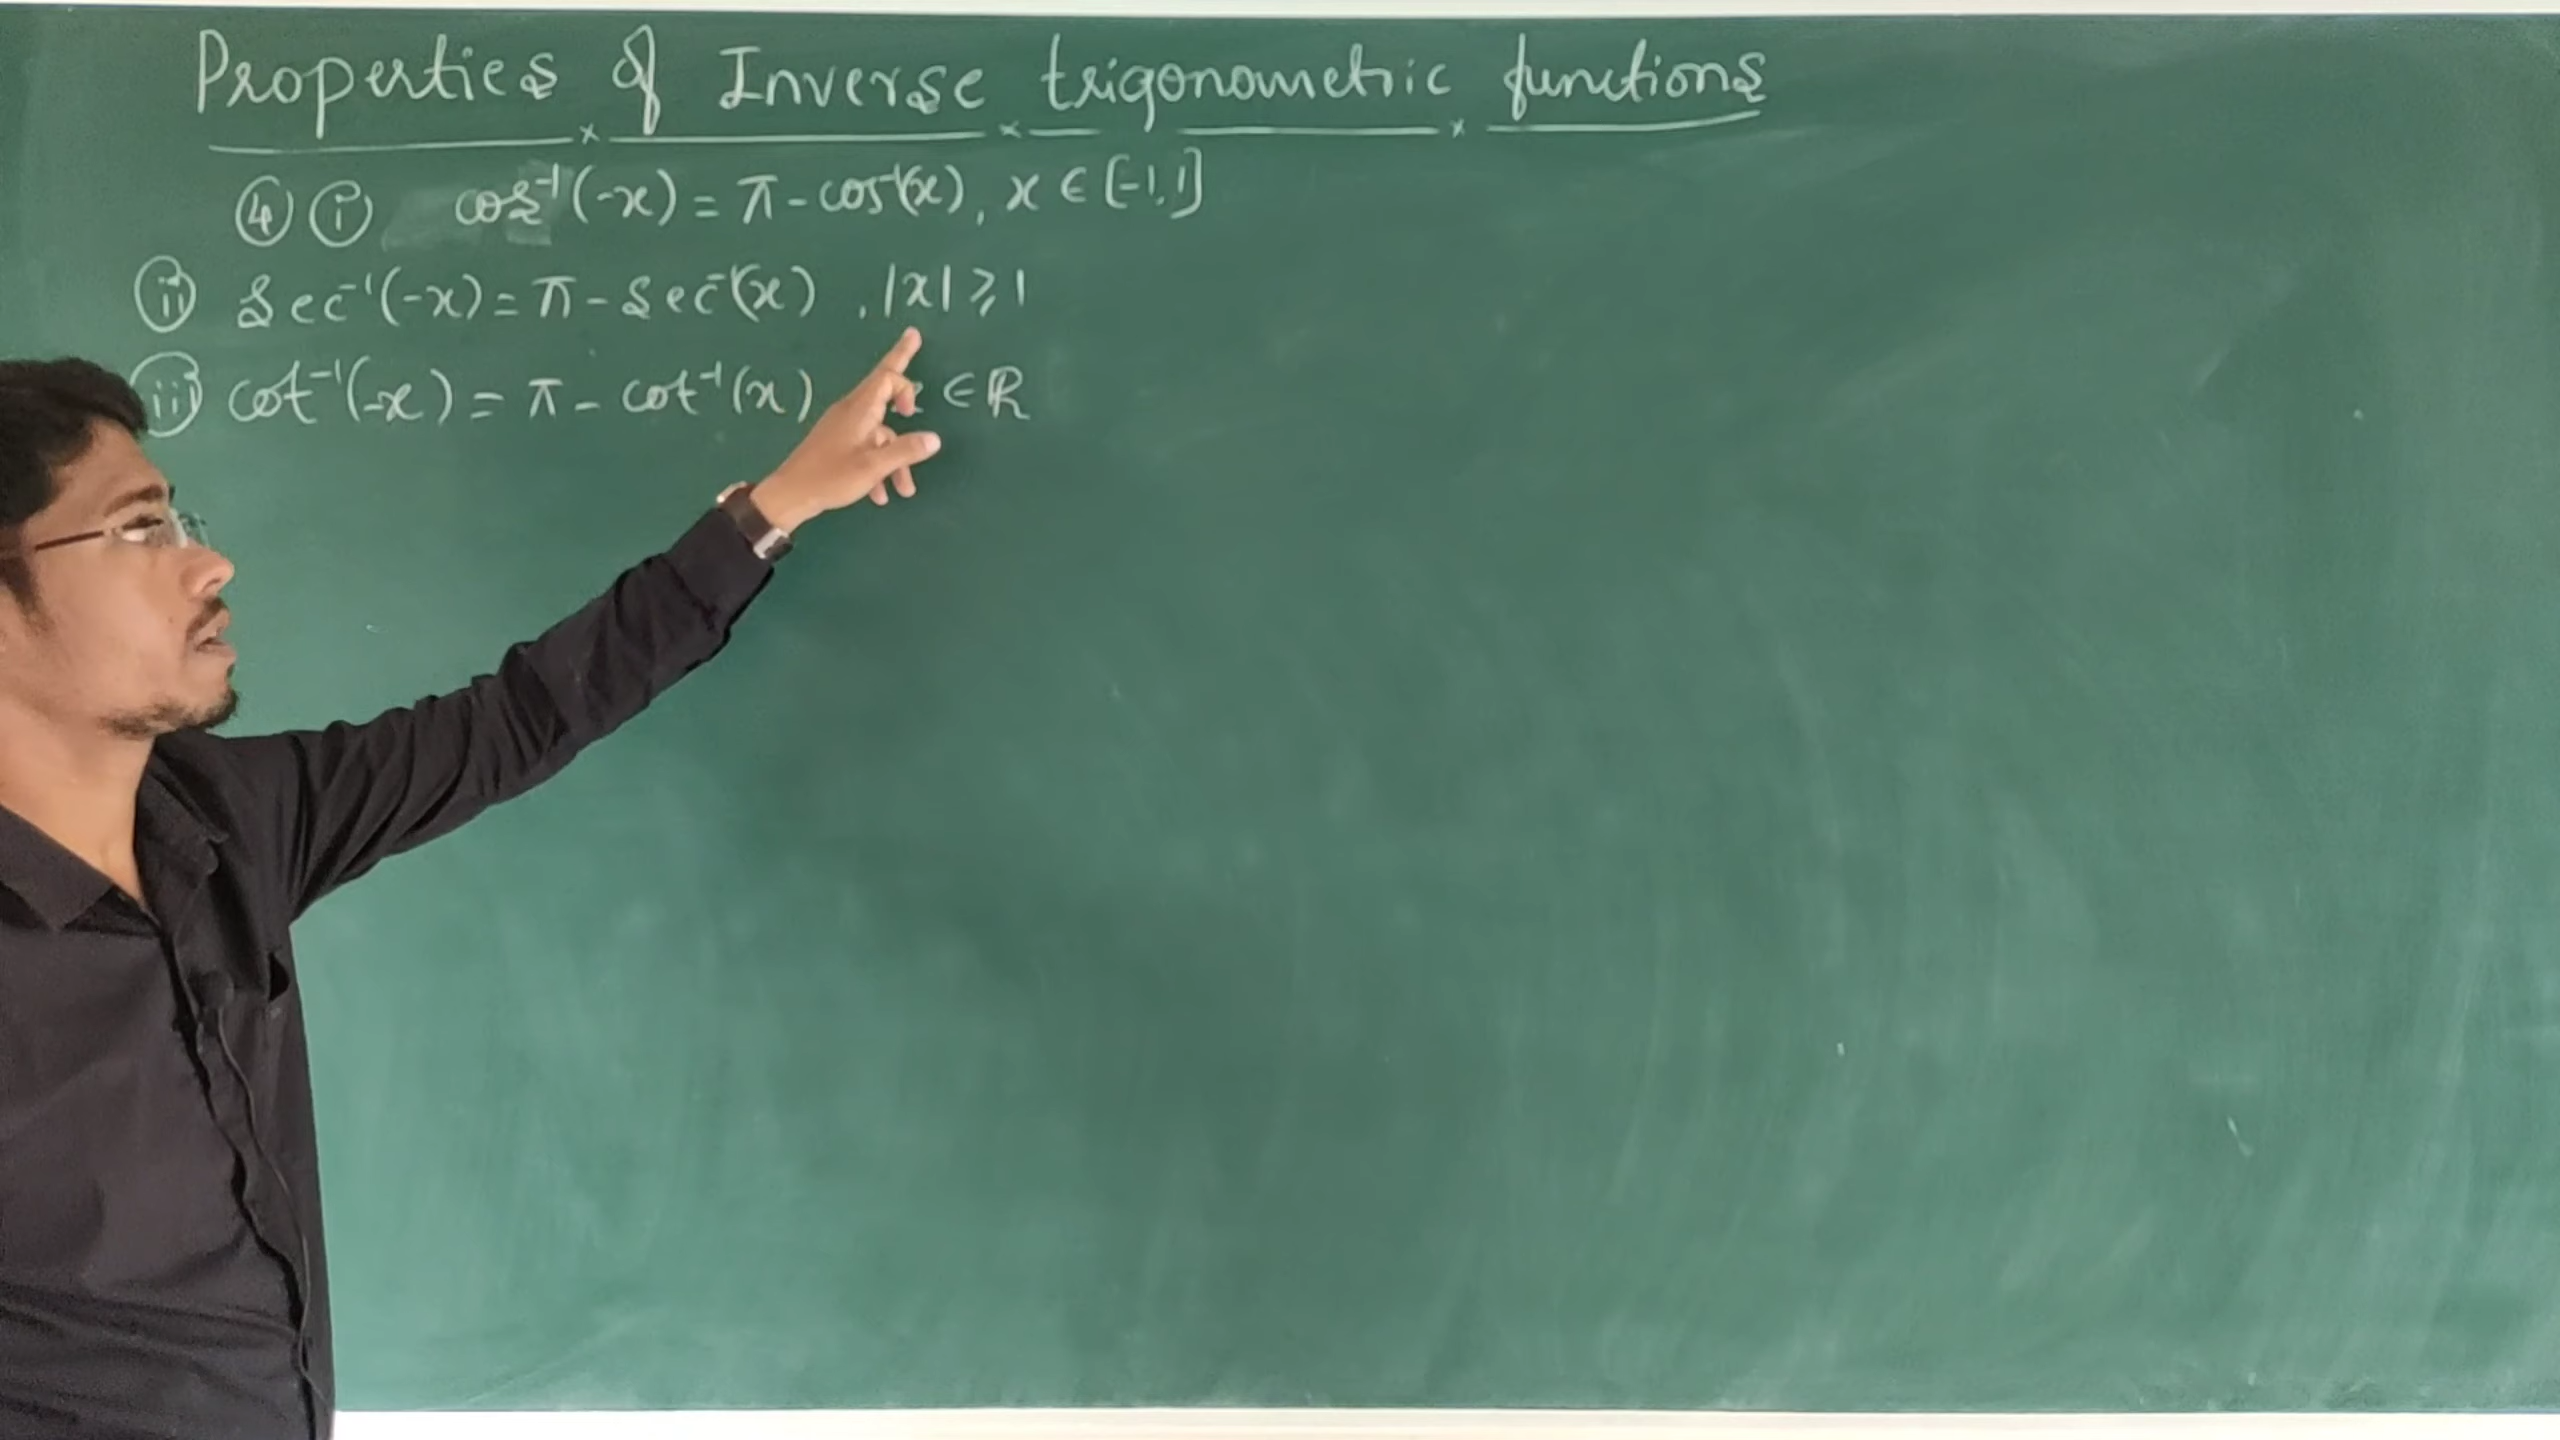 Properties of Inverse trigonometric functions
④ ⓘ cos⁻¹(-x) = π - cos⁻¹(x), x ∈ [-1,1]
ⅱ Sec⁻¹(-x) = π - Sec⁻¹(x) , |x| ⩾ 1
ⅲ cot⁻¹(-x) = π - cot⁻¹(x) ∈ ℝ